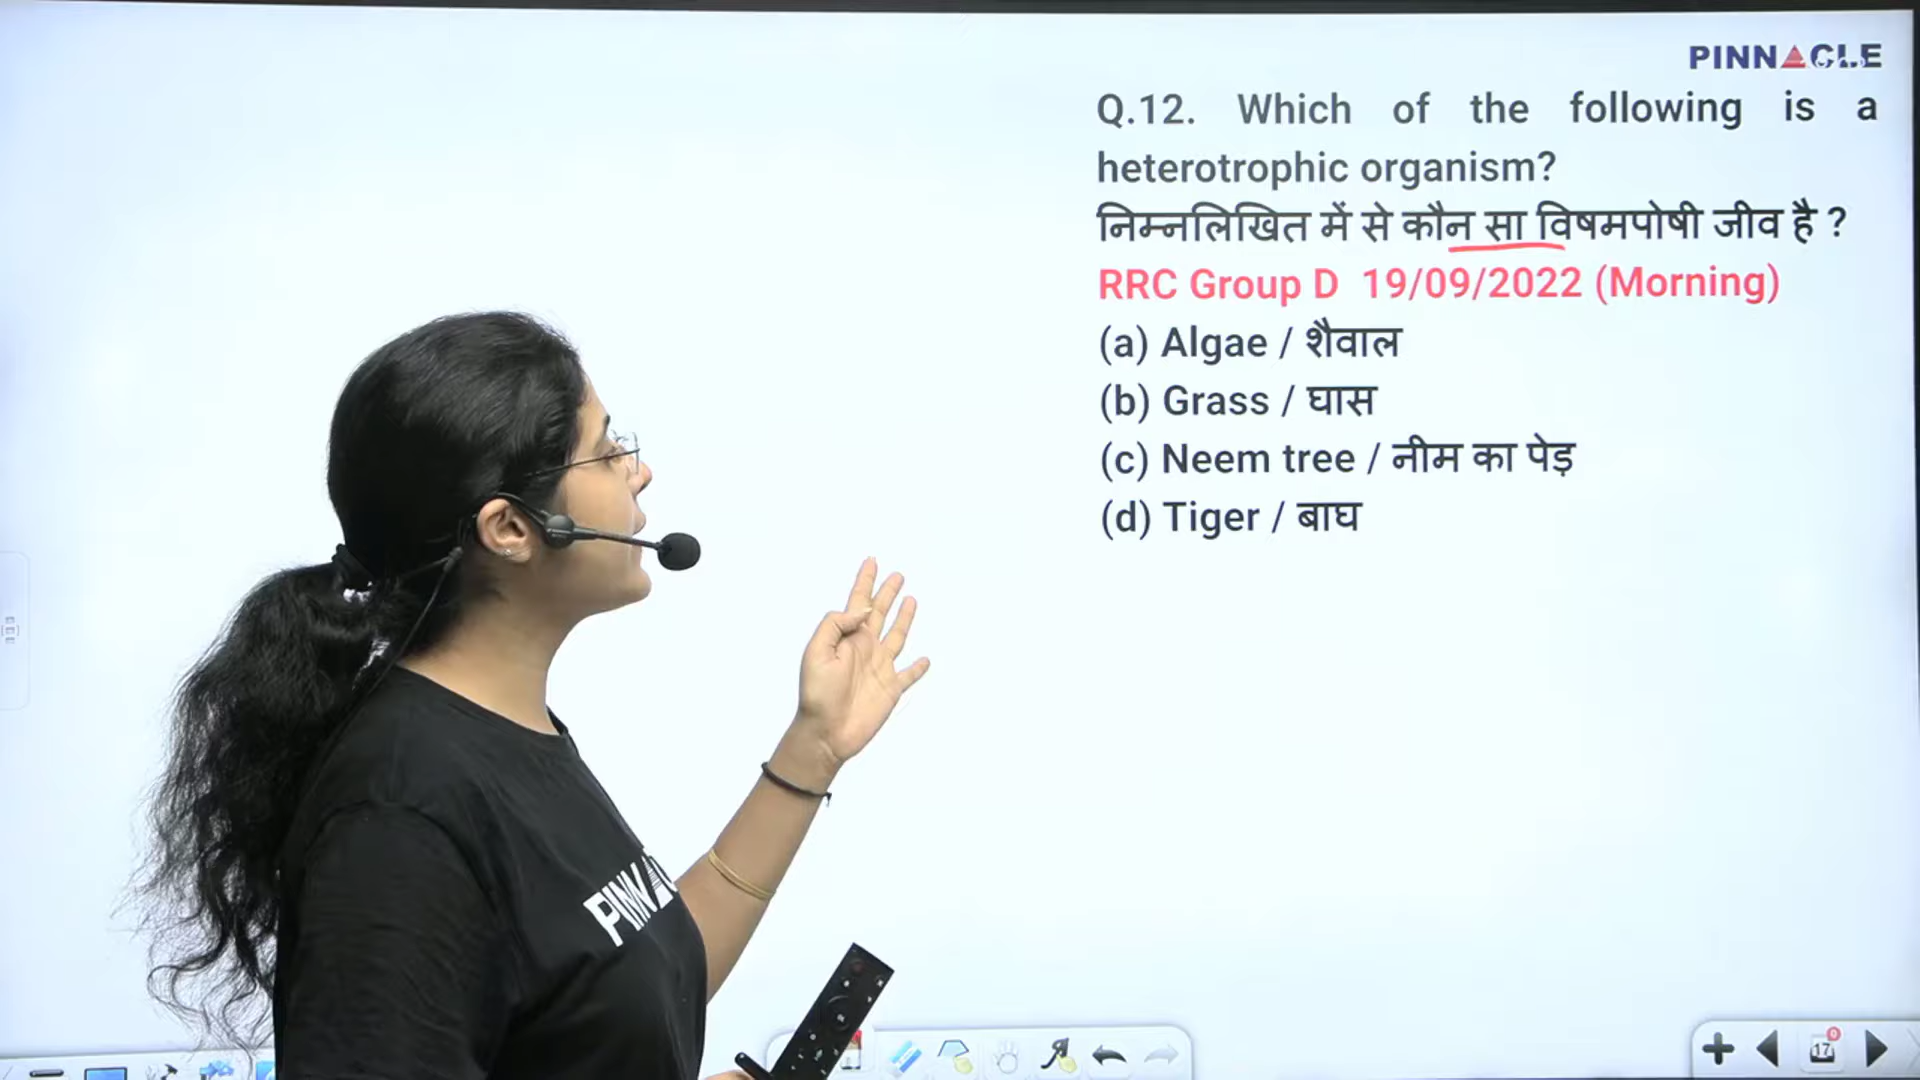 PINNACLE
Q.12. Which of the following is a
heterotrophic organism?
निम्नलिखित में से कौन सा विषमपोषी जीव है ?
RRC Group D 19/09/2022 (Morning)
(a) Algae / शैवाल
(b) Grass / घास
(c) Neem tree / नीम का पेड़
(d) Tiger / बाघ
17